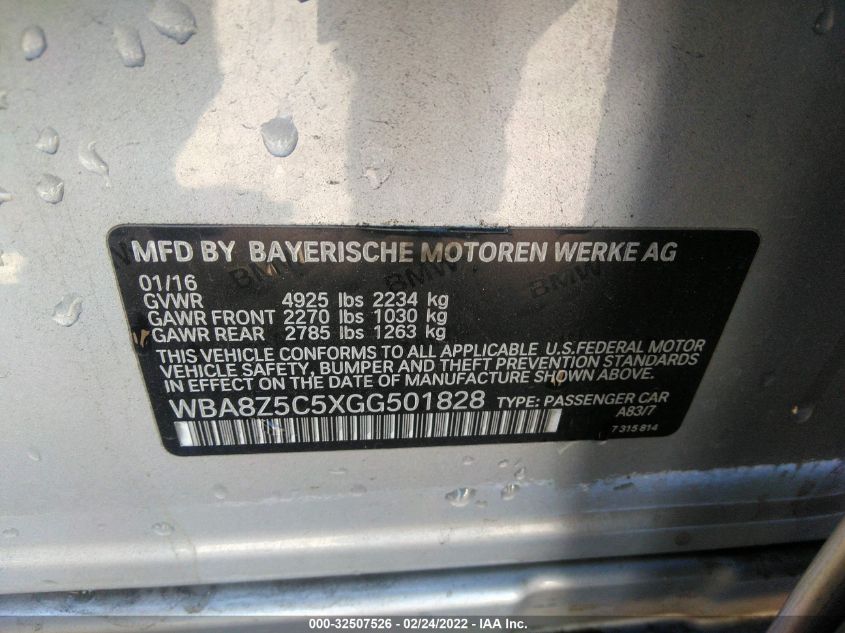 MFD BY BAYERISCHE MOTOREN WERKE AG
01/16
GVWR 4925 lbs 2234 kg
GAWR FRONT 2270 lbs 1030 kg
GAWR REAR 2785 lbs 1263 kg
THIS VEHICLE CONFORMS TO ALL APPLICABLE U.S.FEDERAL MOTOR
VEHICLE SAFETY, BUMPER AND THEFT PREVENTION STANDARDS
IN EFFECT ON THE DATE OF MANUFACTURE SHOWN ABOVE.
WBA8Z5C5XGG501828 TYPE: PASSENGER CAR
A83/7
7 315 814
BMW BMW BMW
000-32507526 - 02/24/2022 - IAA Inc.